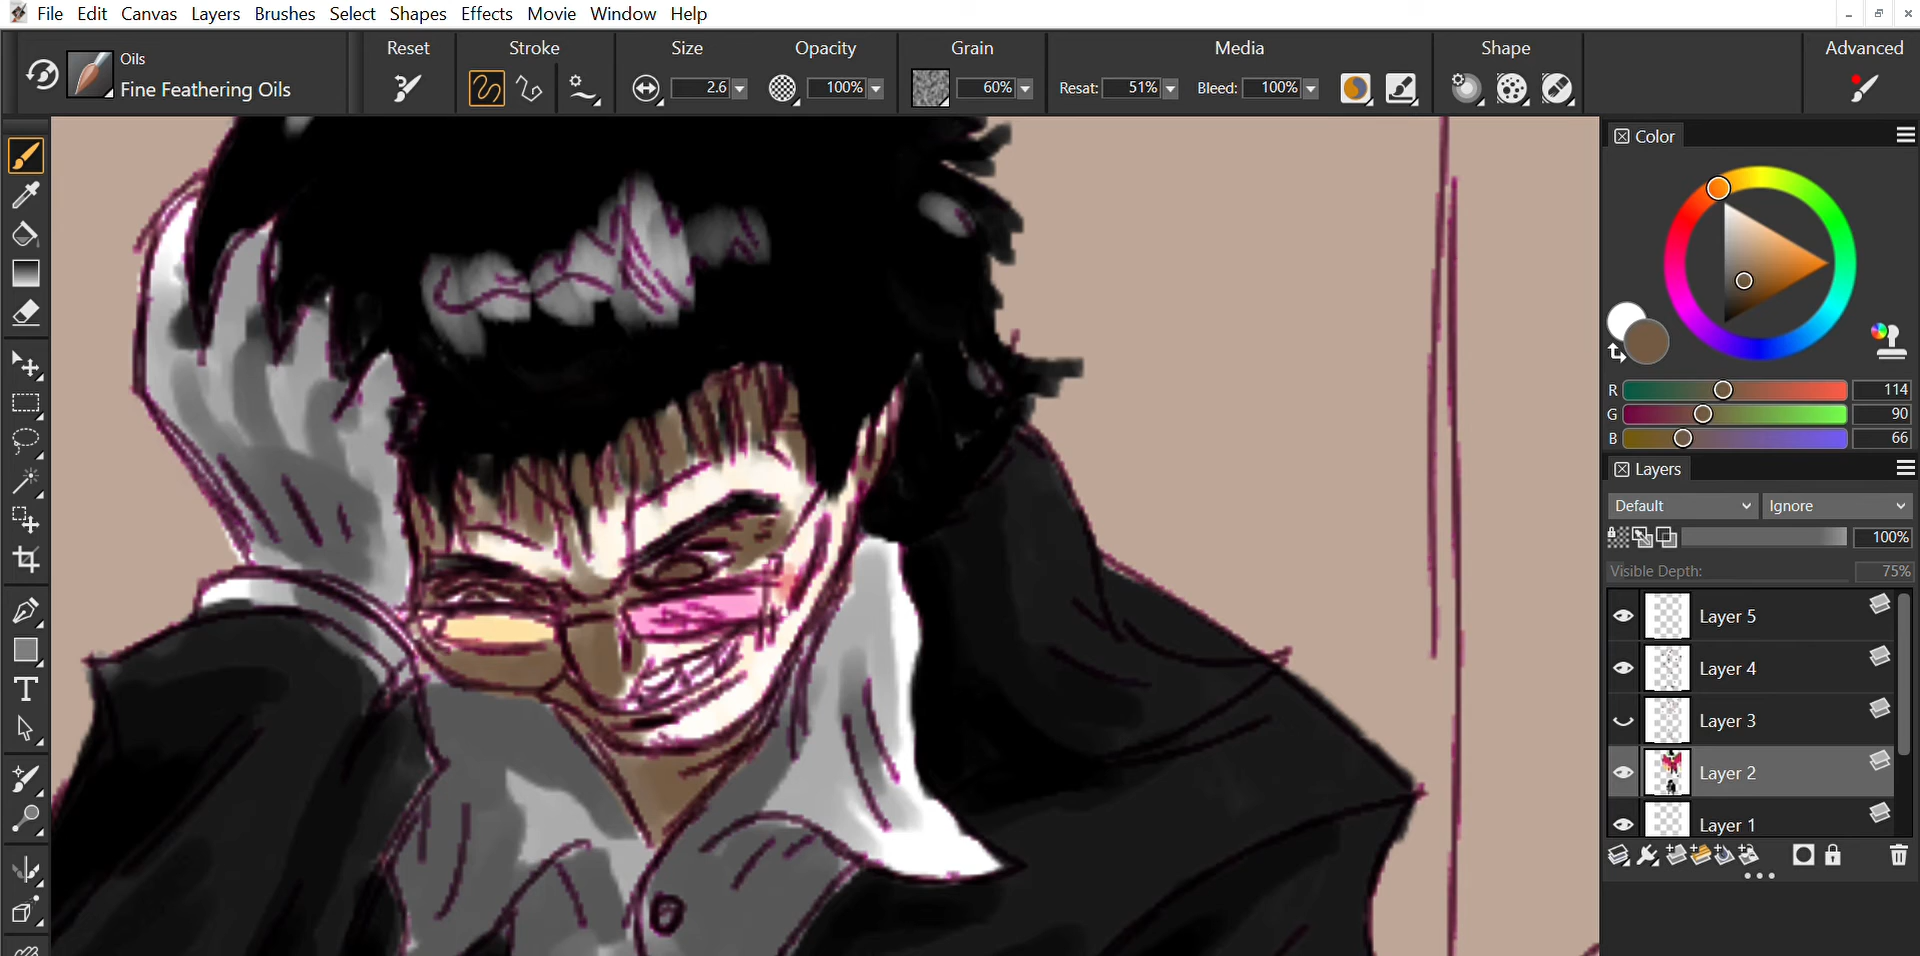 File Edit Canvas Layers Brushes Select Shapes Effects Movie Window Help
Oils
Fine Feathering Oils
Reset
Stroke
Size
2.6
Opacity
100%
Grain
60%
Media
Resat: 51%
Bleed: 100%
Shape
Advanced
Color
R 114
G 90
B 66
Layers
Default
Ignore
100%
Visible Depth: 75%
Layer 5
Layer 4
Layer 3
Layer 2
Layer 1
T